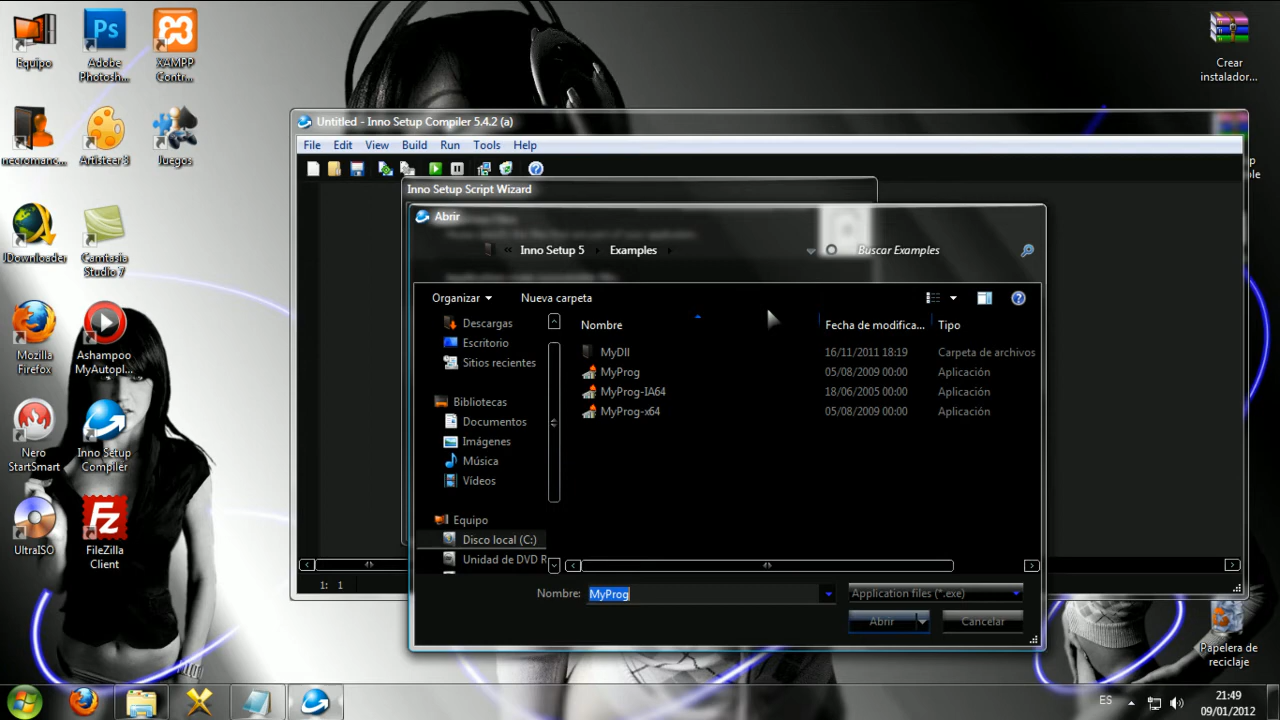 Equipo
Adobe
Photosh...
XAMPP
Contr...
Crear
instalador...
necromanc...
Artisteer 3
Juegos
JDownloader
Camtasia
Studio 7
Mozilla
Firefox
Ashampoo
MyAutopl...
Nero
StartSmart
Inno Setup
Compiler
UltraISO
FileZilla
Client
Untitled - Inno Setup Compiler 5.4.2 (a)
File Edit View Build Run Tools Help
Inno Setup Script Wizard
Abrir
« Inno Setup 5 Examples
Buscar Examples
Organizar
Nueva carpeta
Nombre
Fecha de modifica...
Tipo
Descargas
Escritorio
Sitios recientes
Bibliotecas
Documentos
Imágenes
Música
Vídeos
Equipo
Disco local (C:)
Unidad de DVD R
MyDll 16/11/2011 18:19 Carpeta de archivos
MyProg 05/08/2009 00:00 Aplicación
MyProg-IA64 18/06/2005 00:00 Aplicación
MyProg-x64 05/08/2009 00:00 Aplicación
Nombre: MyProg
Application files (*.exe)
Abrir
Cancelar
1: 1
Papelera de
reciclaje
ES
21:49
09/01/2012